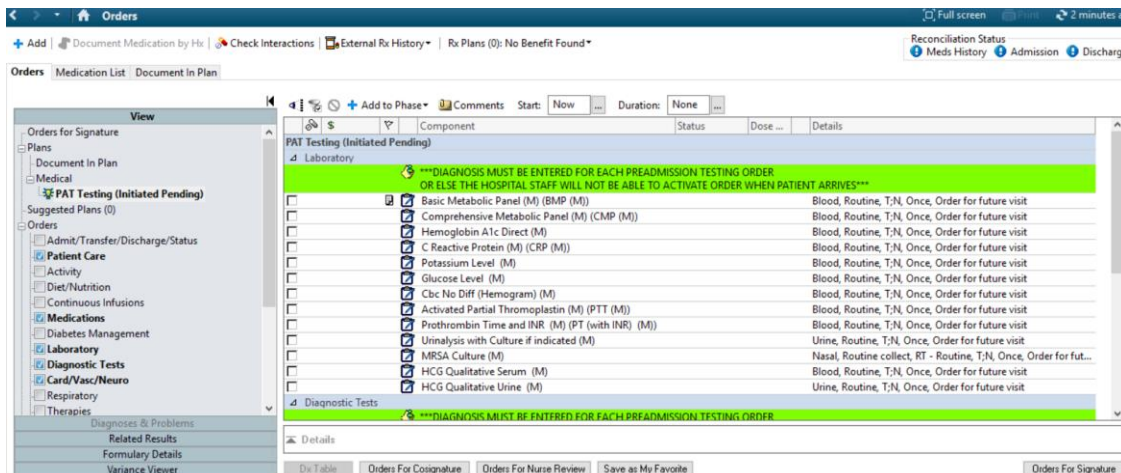 Orders
Full screen
Print
2 minutes a
Add
Document Medication by Hx
Check Interactions
External Rx History
Rx Plans (0): No Benefit Found
Reconciliation Status
Meds History
Admission
Discharg
Orders
Medication List
Document In Plan
View
Orders for Signature
Plans
Document In Plan
Medical
PAT Testing (Initiated Pending)
Suggested Plans (0)
Orders
Admit/Transfer/Discharge/Status
Patient Care
Activity
Diet/Nutrition
Continuous Infusions
Medications
Diabetes Management
Laboratory
Diagnostic Tests
Card/Vasc/Neuro
Respiratory
Therapies
Diagnoses & Problems
Related Results
Formulary Details
Variance Viewer
Add to Phase
Comments
Start: Now ...
Duration: None ...
$ Component Status Dose ... Details
PAT Testing (Initiated Pending)
Laboratory
***DIAGNOSIS MUST BE ENTERED FOR EACH PREADMISSION TESTING ORDER
OR ELSE THE HOSPITAL STAFF WILL NOT BE ABLE TO ACTIVATE ORDER WHEN PATIENT ARRIVES***
Basic Metabolic Panel (M) (BMP (M)) Blood, Routine, T;N, Once, Order for future visit
Comprehensive Metabolic Panel (M) (CMP (M)) Blood, Routine, T;N, Once, Order for future visit
Hemoglobin A1c Direct (M) Blood, Routine, T;N, Once, Order for future visit
C Reactive Protein (M) (CRP (M)) Blood, Routine, T;N, Once, Order for future visit
Potassium Level (M) Blood, Routine, T;N, Once, Order for future visit
Glucose Level (M) Blood, Routine, T;N, Once, Order for future visit
Cbc No Diff (Hemogram) (M) Blood, Routine, T;N, Once, Order for future visit
Activated Partial Thromoplastin (M) (PTT (M)) Blood, Routine, T;N, Once, Order for future visit
Prothrombin Time and INR (M) (PT (with INR) (M)) Blood, Routine, T;N, Once, Order for future visit
Urinalysis with Culture if indicated (M) Urine, Routine, T;N, Once, Order for future visit
MRSA Culture (M) Nasal, Routine collect, RT - Routine, T;N, Once, Order for fut...
HCG Qualitative Serum (M) Blood, Routine, T;N, Once, Order for future visit
HCG Qualitative Urine (M) Urine, Routine, T;N, Once, Order for future visit
Diagnostic Tests
***DIAGNOSIS MUST BE ENTERED FOR EACH PREADMISSION TESTING ORDER
Details
Dx Table
Orders For Cosignature
Orders For Nurse Review
Save as My Favorite
Orders For Signature